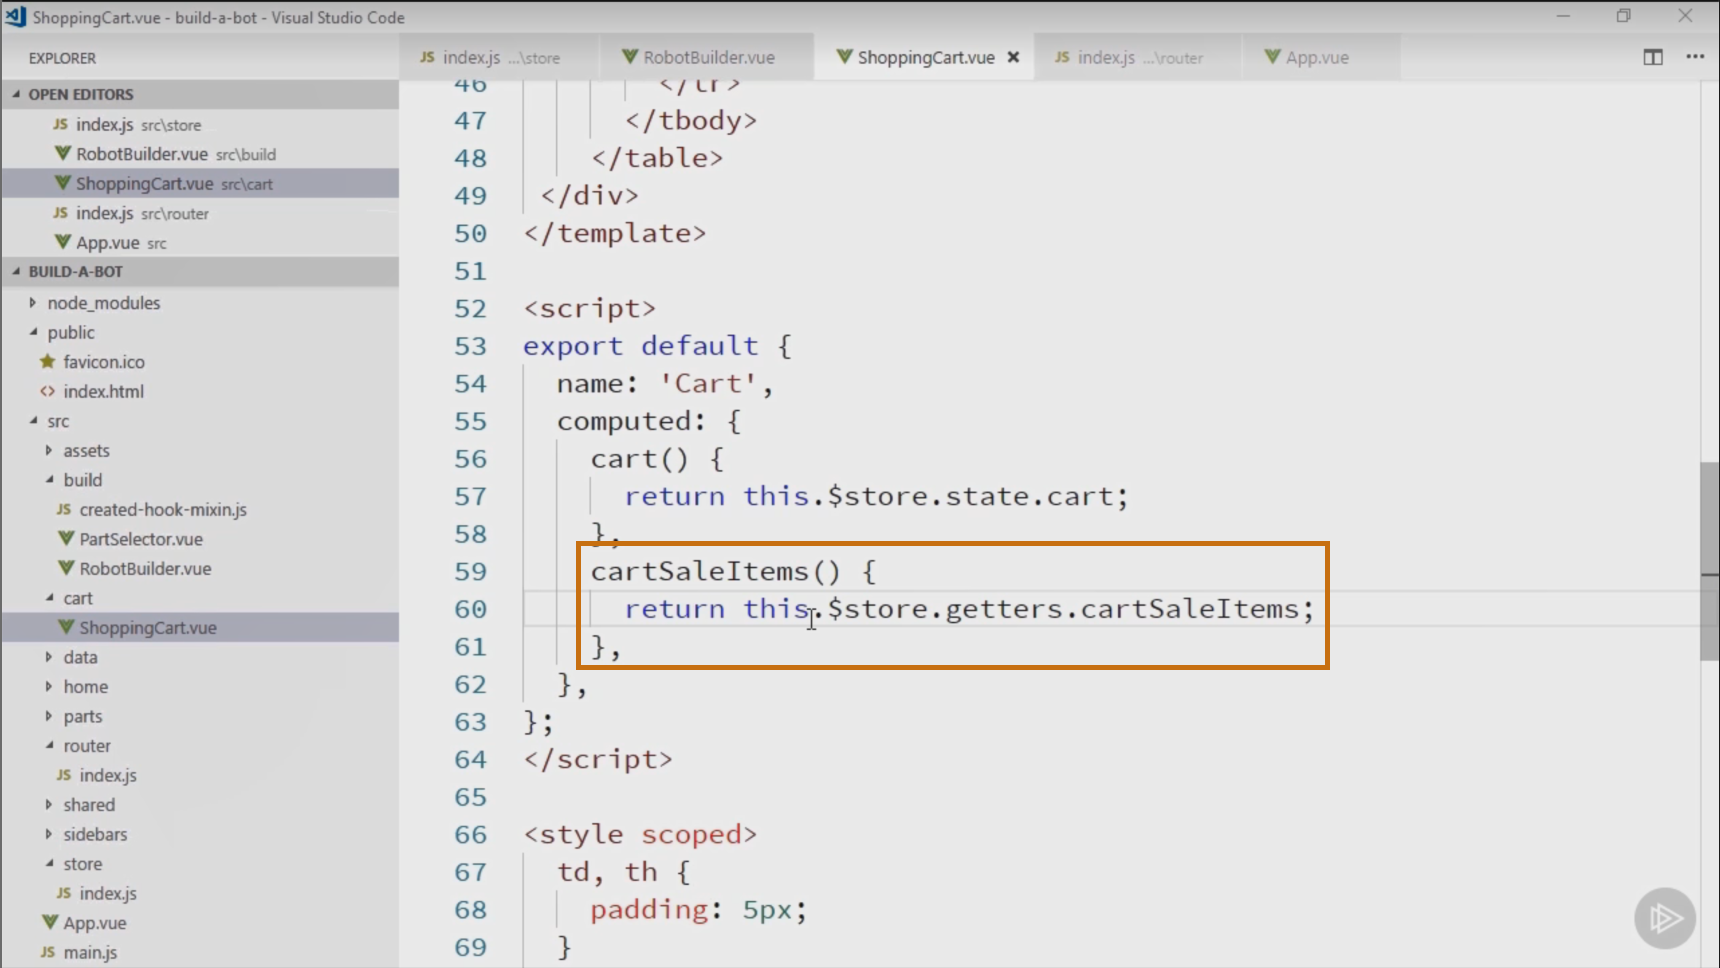 ShoppingCart.vue - build-a-bot - Visual Studio Code
EXPLORER
OPEN EDITORS
JS index.js src\store
RobotBuilder.vue src\build
ShoppingCart.vue src\cart
JS index.js src\router
App.vue src
BUILD-A-BOT
node_modules
public
favicon.ico
<> index.html
src
assets
build
JS created-hook-mixin.js
PartSelector.vue
RobotBuilder.vue
cart
ShoppingCart.vue
data
home
parts
router
JS index.js
shared
sidebars
store
JS index.js
App.vue
JS main.js
JS index.js ...\store RobotBuilder.vue ShoppingCart.vue JS index.js ...\router App.vue
46 </tr>
47 </tbody>
48 </table>
49 </div>
50 </template>
51
52 <script>
53 export default {
54 name: 'Cart',
55 computed: {
56 cart() {
57 return this.$store.state.cart;
58 },
59 cartSaleItems() {
60 return this.$store.getters.cartSaleItems;
61 },
62 },
63 };
64 </script>
65
66 <style scoped>
67 td, th {
68 padding: 5px;
69 }